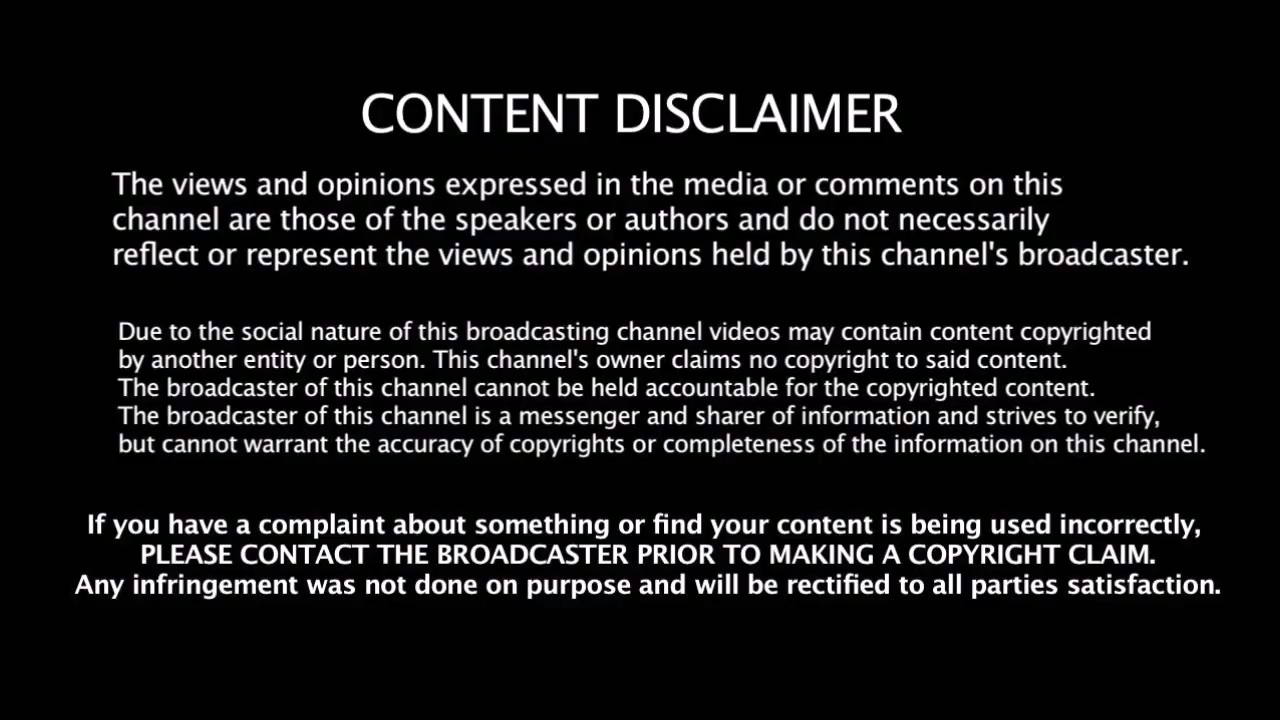 CONTENT DISCLAIMER
The views and opinions expressed in the media or comments on this
channel are those of the speakers or authors and do not necessarily
reflect or represent the views and opinions held by this channel's broadcaster.
Due to the social nature of this broadcasting channel videos may contain content copyrighted
by another entity or person. This channel's owner claims no copyright to said content.
The broadcaster of this channel cannot be held accountable for the copyrighted content.
The broadcaster of this channel is a messenger and sharer of information and strives to verify,
but cannot warrant the accuracy of copyrights or completeness of the information on this channel.
If you have a complaint about something or find your content is being used incorrectly,
PLEASE CONTACT THE BROADCASTER PRIOR TO MAKING A COPYRIGHT CLAIM.
Any infringement was not done on purpose and will be rectified to all parties satisfaction.